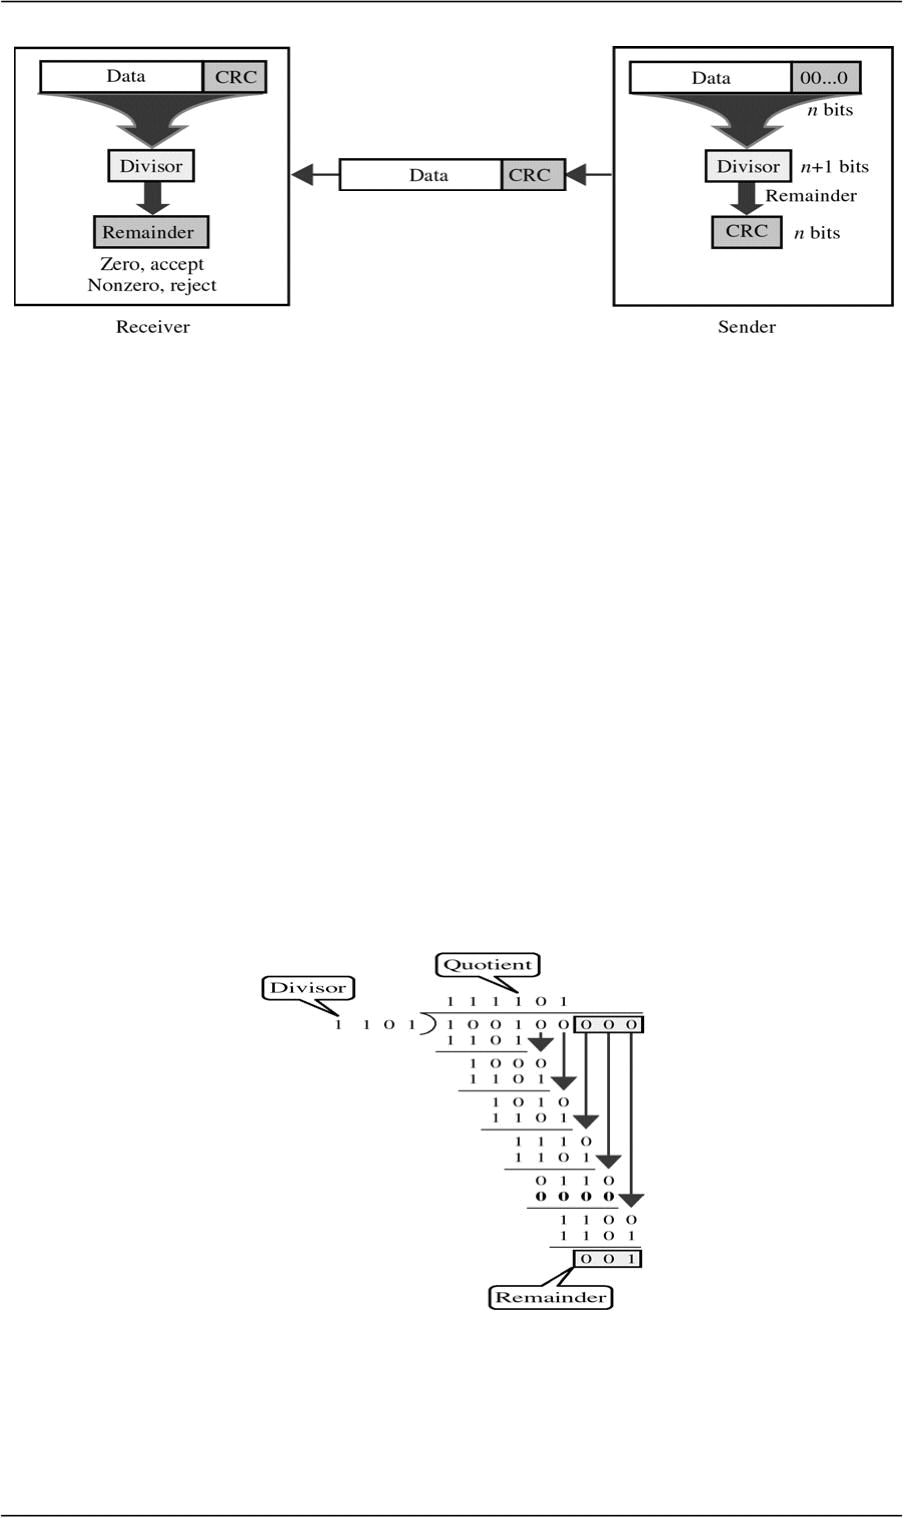 Data CRC
Divisor
Remainder
Zero, accept
Nonzero, reject
Receiver
Data CRC
Data 00...0
n bits
Divisor n+1 bits
Remainder
CRC n bits
Sender
Quotient
Divisor
1 1 1 1 0 1
1 1 0 1 1 0 0 1 0 0 0 0 0
1 1 0 1
1 0 0 0
1 1 0 1
1 0 1 0
1 1 0 1
1 1 1 0
1 1 0 1
0 1 1 0
0 0 0 0
1 1 0 0
1 1 0 1
0 0 1
Remainder